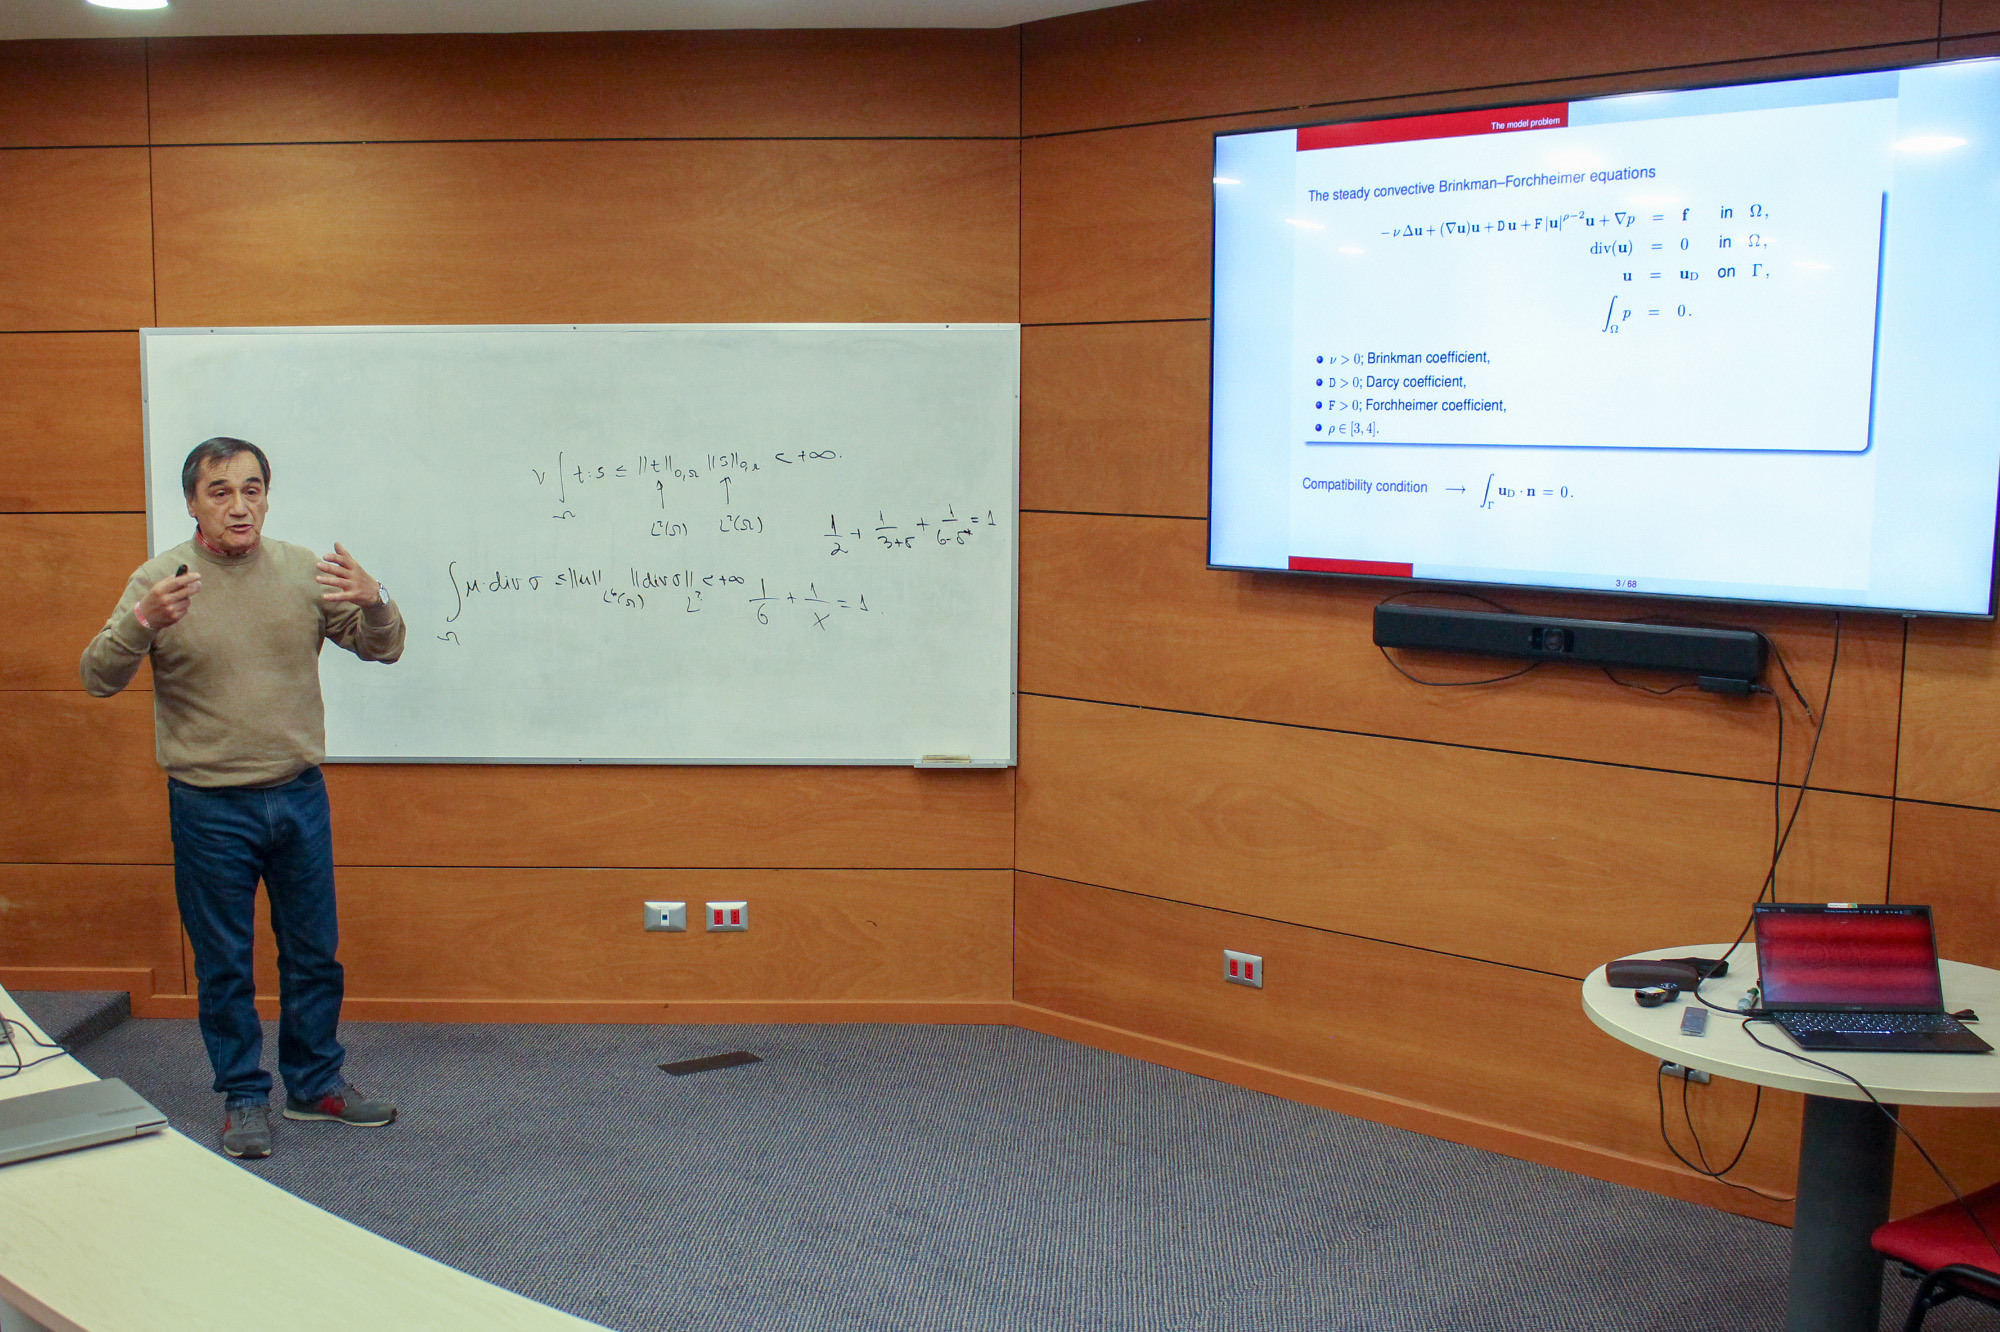 ν ∫_Ω t : s ≤ ||t||_{0,Ω} ||s||_{0,Ω} < +∞.
↑ ↑
L²(Ω) L²(Ω)
1/2 + 1/(3+δ) + 1/(6-δ*) = 1
∫_Ω u · div σ ≤ ||u||_{L⁶(Ω)} ||div σ||_{L^?} < +∞ 1/6 + 1/x = 1
The model problem
The steady convective Brinkman–Forchheimer equations
−ν Δu + (∇u)u + D u + F |u|^{ρ−2} u + ∇p = f in Ω,
div(u) = 0 in Ω,
u = u_D on Γ,
∫_Ω p = 0.
• ν > 0; Brinkman coefficient,
• D > 0; Darcy coefficient,
• F > 0; Forchheimer coefficient,
• ρ ∈ [3, 4].
Compatibility condition → ∫_Γ u_D · n = 0.
3 / 68